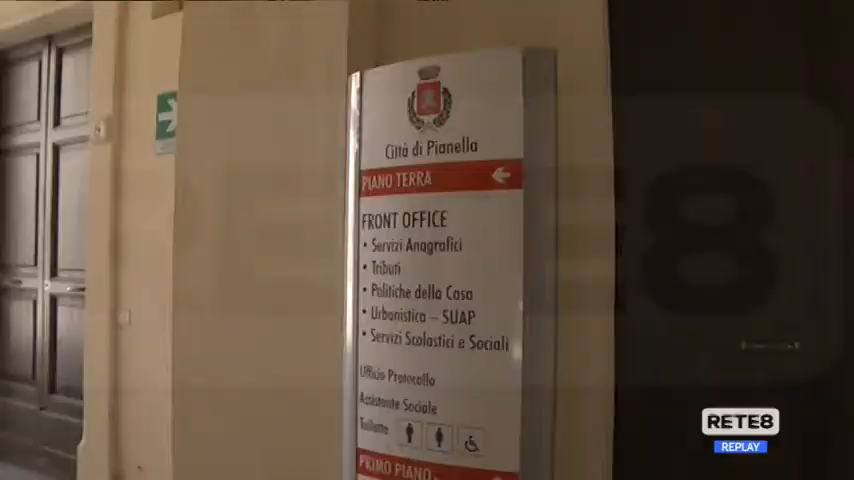 Città di Pianella
PIANO TERRA
FRONT OFFICE
• Servizi Anagrafici
• Tributi
• Politiche della Casa
• Urbanistica – SUAP
• Servizi Scolastici e Sociali
Ufficio Protocollo
Assistente Sociale
Toilette
PRIMO PIANO
E8
RETE8
REPLAY